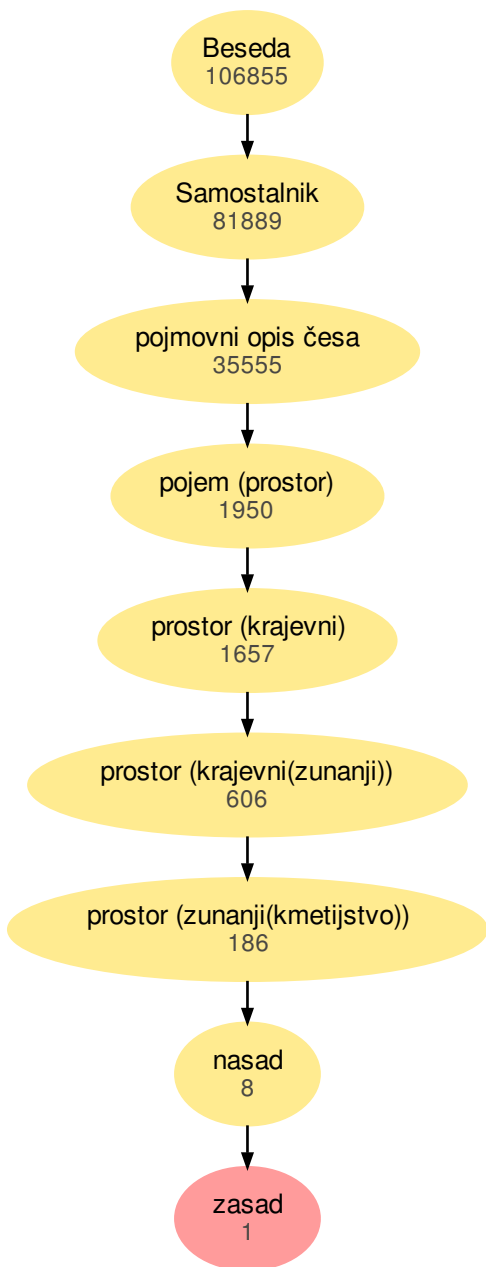 Beseda
106855
Samostalnik
81889
pojmovni opis česa
35555
pojem (prostor)
1950
prostor (krajevni)
1657
prostor (krajevni(zunanji))
606
prostor (zunanji(kmetijstvo))
186
nasad
8
zasad
1